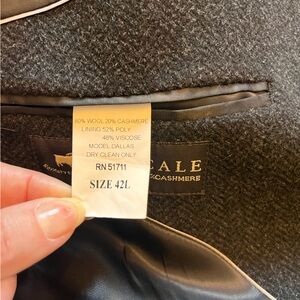 80% WOOL 20% CASHMERE
LINING 52% POLY
48% VISCOSE
MODEL DALLAS
DRY CLEAN ONLY
RN 51711
SIZE 42L
CALE
CASHMERE